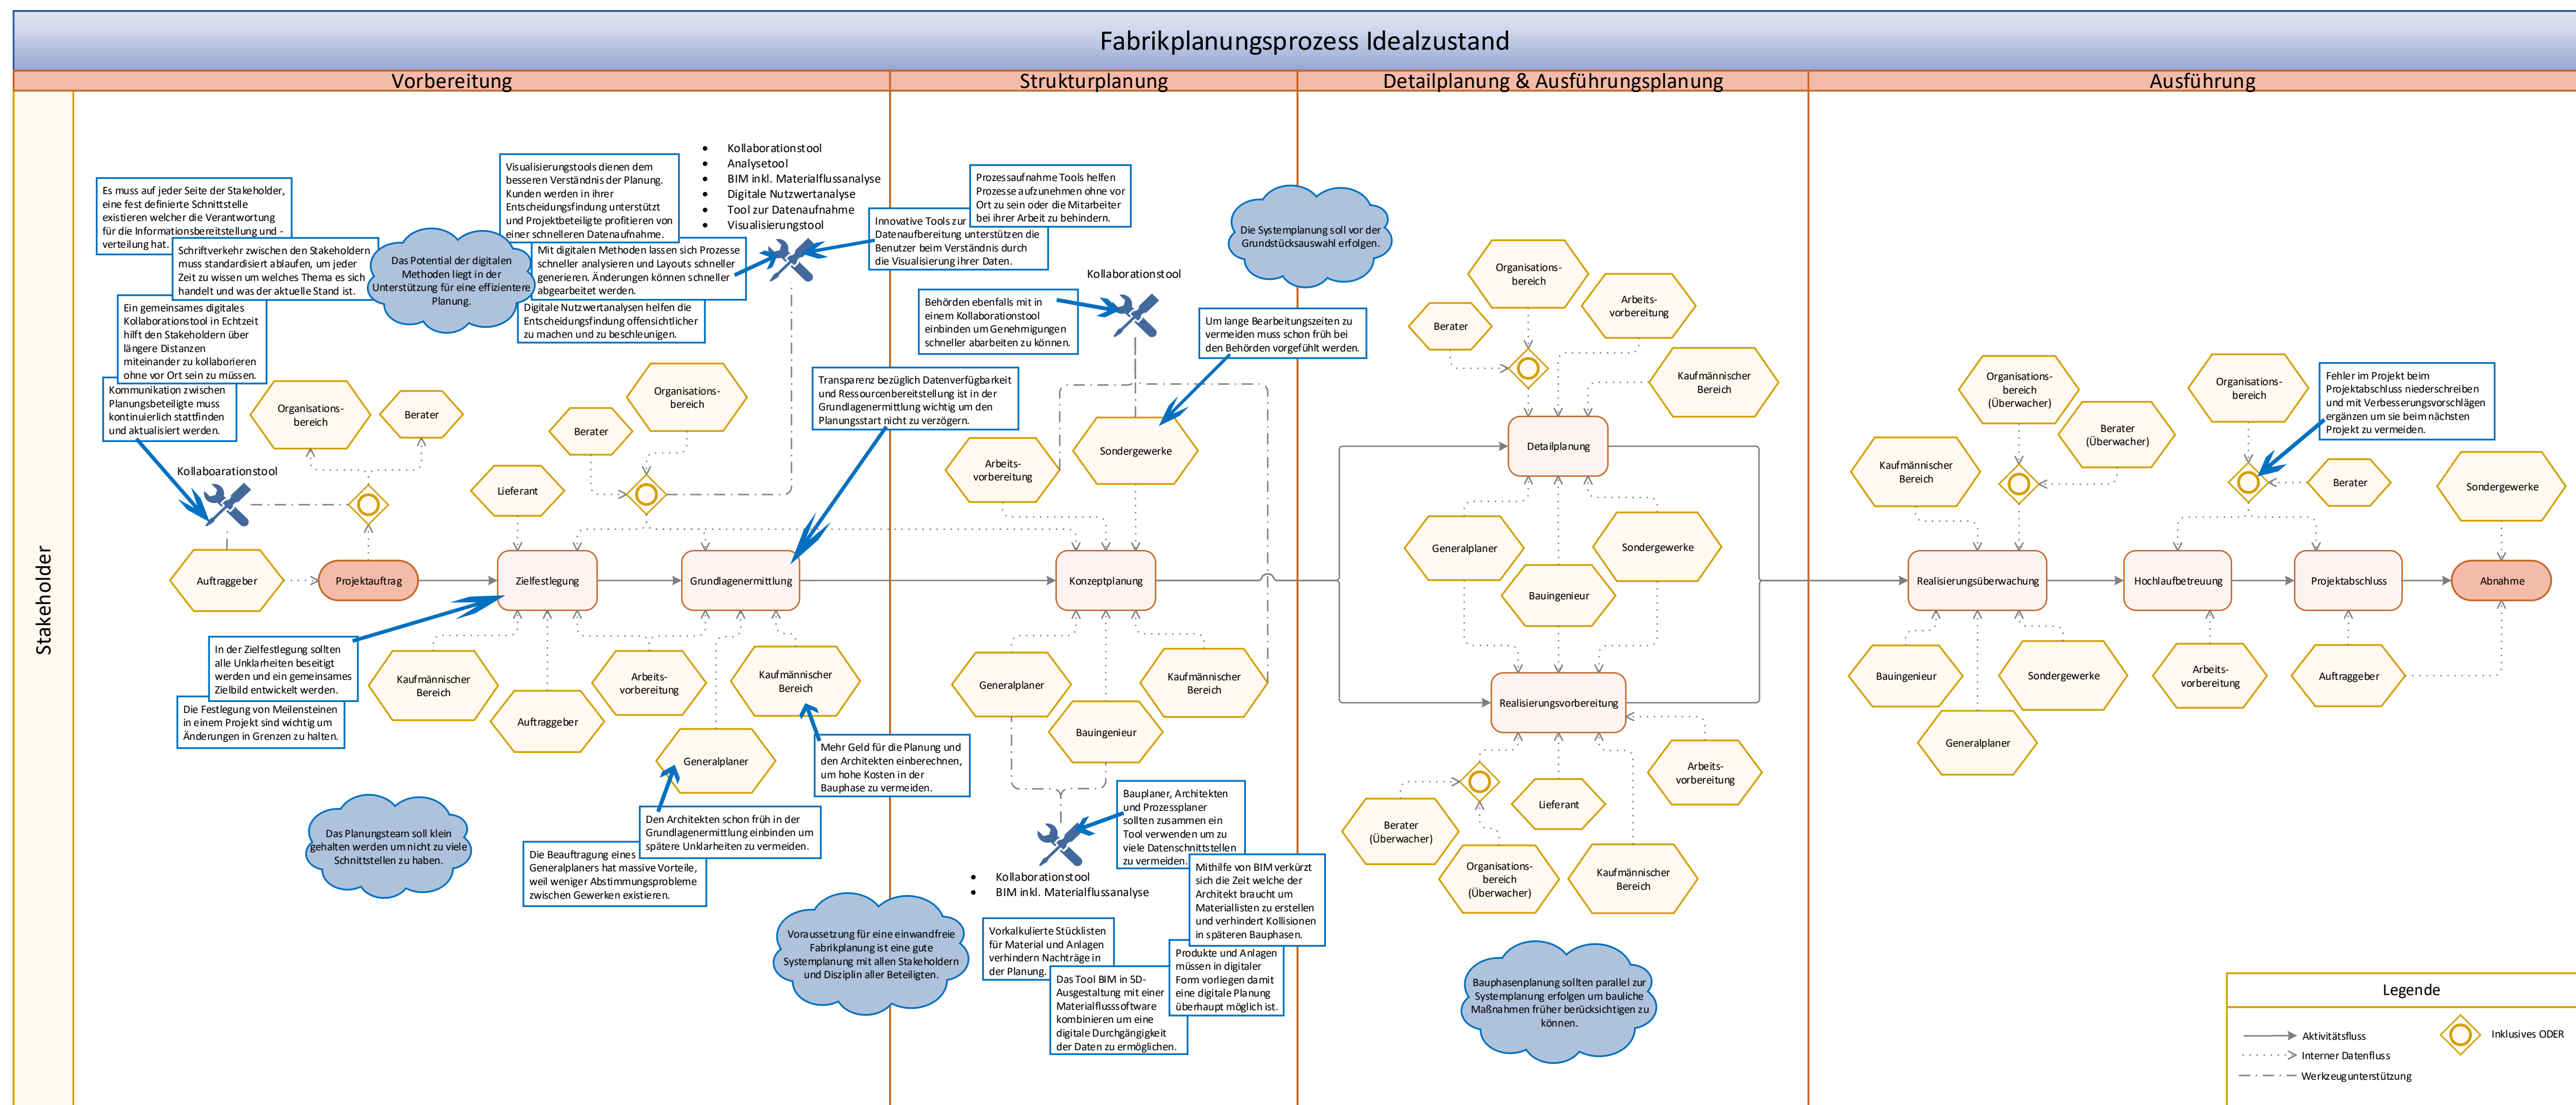 Fabrikplanungsprozess Idealzustand
Vorbereitung
Strukturplanung
Detailplanung & Ausführungsplanung
Ausführung
Stakeholder
Es muss auf jeder Seite der Stakeholder,
eine fest definierte Schnittstelle
existieren welcher die Verantwortung
für die Informationsbereitstellung und -
verteilung hat.
Schriftverkehr zwischen den Stakeholdern
muss standardisiert ablaufen, um jeder
Zeit zu wissen um welches Thema es sich
handelt und was der aktuelle Stand ist.
Ein gemeinsames digitales
Kollaborationstool in Echtzeit
hilft den Stakeholdern über
längere Distanzen
miteinander zu kollaborieren
ohne vor Ort sein zu müssen.
Kommunikation zwischen
Planungsbeteiligte muss
kontinuierlich stattfinden
und aktualisiert werden.
Das Potential der digitalen
Methoden liegt in der
Unterstützung für eine effizientere
Planung.
Visualisierungstools dienen dem
besseren Verständnis der Planung.
Kunden werden in ihrer
Entscheidungsfindung unterstützt
und Projektbeteiligte profitieren von
einer schnelleren Datenaufnahme.
Mit digitalen Methoden lassen sich Prozesse
schneller analysieren und Layouts schneller
generieren. Änderungen können schneller
abgearbeitet werden.
Digitale Nutzwertanalysen helfen die
Entscheidungsfindung offensichtlicher
zu machen und zu beschleunigen.
• Kollaborationstool
• Analysetool
• BIM inkl. Materialflussanalyse
• Digitale Nutzwertanalyse
• Tool zur Datenaufnahme
• Visualisierungstool
Innovative Tools zur
Datenaufbereitung unterstützen die
Benutzer beim Verständnis durch
die Visualisierung ihrer Daten.
Prozessaufnahme Tools helfen
Prozesse aufzunehmen ohne vor
Ort zu sein oder die Mitarbeiter
bei ihrer Arbeit zu behindern.
Kollaboarationstool
Organisations-
bereich
Berater
Auftraggeber
Projektauftrag
Lieferant
Berater
Organisations-
bereich
Zielfestlegung
Grundlagenermittlung
Transparenz bezüglich Datenverfügbarkeit
und Ressourcenbereitstellung ist in der
Grundlagenermittlung wichtig um den
Planungsstart nicht zu verzögern.
In der Zielfestlegung sollten
alle Unklarheiten beseitigt
werden und ein gemeinsames
Zielbild entwickelt werden.
Die Festlegung von Meilensteinen
in einem Projekt sind wichtig um
Änderungen in Grenzen zu halten.
Kaufmännischer
Bereich
Auftraggeber
Arbeits-
vorbereitung
Kaufmännischer
Bereich
Generalplaner
Mehr Geld für die Planung und
den Architekten einberechnen,
um hohe Kosten in der
Bauphase zu vermeiden.
Den Architekten schon früh in der
Grundlagenermittlung einbinden um
spätere Unklarheiten zu vermeiden.
Die Beauftragung eines
Generalplaners hat massive Vorteile,
weil weniger Abstimmungsprobleme
zwischen Gewerken existieren.
Das Planungsteam soll klein
gehalten werden um nicht zu viele
Schnittstellen zu haben.
Voraussetzung für eine einwandfreie
Fabrikplanung ist eine gute
Systemplanung mit allen Stakeholdern
und Disziplin aller Beteiligten.
Kollaborationstool
Behörden ebenfalls mit in
einem Kollaborationstool
einbinden um Genehmigungen
schneller abarbeiten zu können.
Die Systemplanung soll vor der
Grundstücksauswahl erfolgen.
Um lange Bearbeitungszeiten zu
vermeiden muss schon früh bei
den Behörden vorgefühlt werden.
Arbeits-
vorbereitung
Sondergewerke
Konzeptplanung
Generalplaner
Bauingenieur
Kaufmännischer
Bereich
Bauplaner, Architekten
und Prozessplaner
sollten zusammen ein
Tool verwenden um zu
viele Datenschnittstellen
zu vermeiden.
• Kollaborationstool
• BIM inkl. Materialflussanalyse
Mithilfe von BIM verkürzt
sich die Zeit welche der
Architekt braucht um
Materiallisten zu erstellen
und verhindert Kollisionen
in späteren Bauphasen.
Vorkalkulierte Stücklisten
für Material und Anlagen
verhindern Nachträge in
der Planung.
Das Tool BIM in 5D-
Ausgestaltung mit einer
Materialflusssoftware
kombinieren um eine
digitale Durchgängigkeit
der Daten zu ermöglichen.
Produkte und Anlagen
müssen in digitaler
Form vorliegen damit
eine digitale Planung
überhaupt möglich ist.
Organisations-
bereich
Berater
Arbeits-
vorbereitung
Kaufmännischer
Bereich
Detailplanung
Generalplaner
Sondergewerke
Bauingenieur
Realisierungsvorbereitung
Berater
(Überwacher)
Organisations-
bereich
(Überwacher)
Lieferant
Kaufmännischer
Bereich
Arbeits-
vorbereitung
Bauphasenplanung sollten parallel zur
Systemplanung erfolgen um bauliche
Maßnahmen früher berücksichtigen zu
können.
Organisations-
bereich
(Überwacher)
Berater
(Überwacher)
Kaufmännischer
Bereich
Organisations-
bereich
Berater
Fehler im Projekt beim
Projektabschluss niederschreiben
und mit Verbesserungsvorschlägen
ergänzen um sie beim nächsten
Projekt zu vermeiden.
Sondergewerke
Realisierungsüberwachung
Hochlaufbetreuung
Projektabschluss
Abnahme
Bauingenieur
Generalplaner
Sondergewerke
Arbeits-
vorbereitung
Auftraggeber
Legende
Aktivitätsfluss
Interner Datenfluss
Werkzeugunterstützung
Inklusives ODER